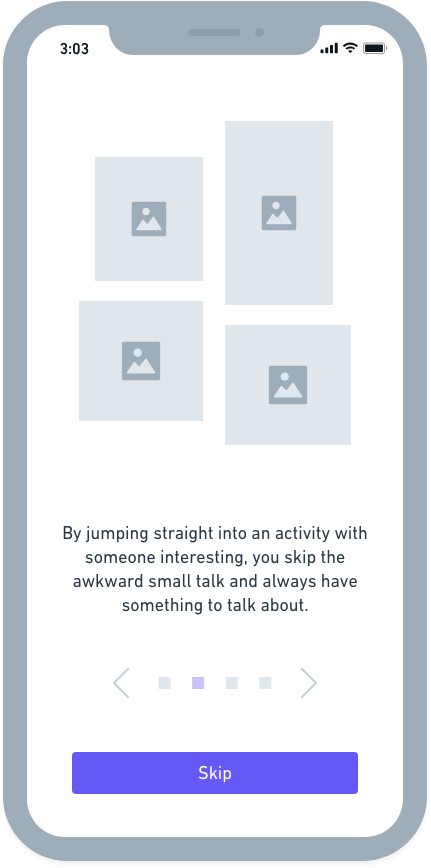 3:03
By jumping straight into an activity with
someone interesting, you skip the
awkward small talk and always have
something to talk about.
Skip